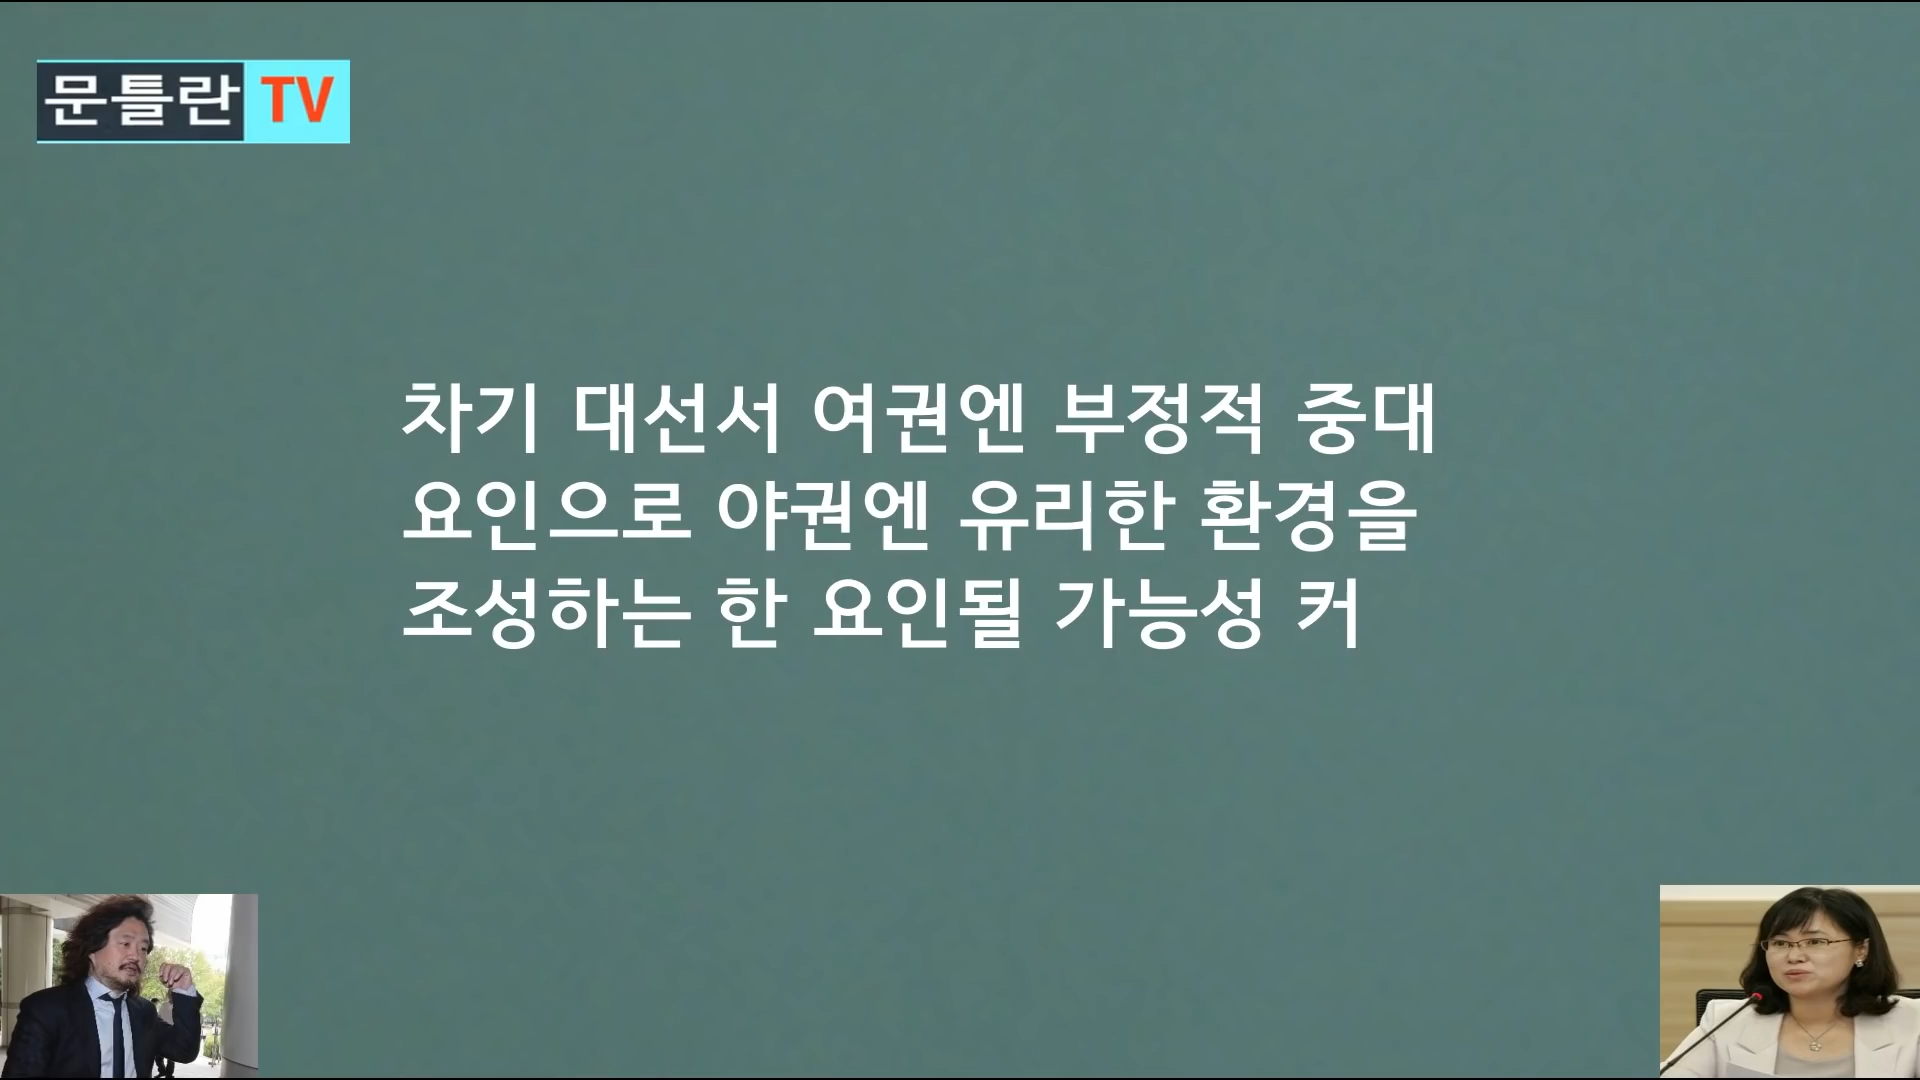 문틀란 TV
차기 대선서 여권엔 부정적 중대
요인으로 야권엔 유리한 환경을
조성하는 한 요인될 가능성 커